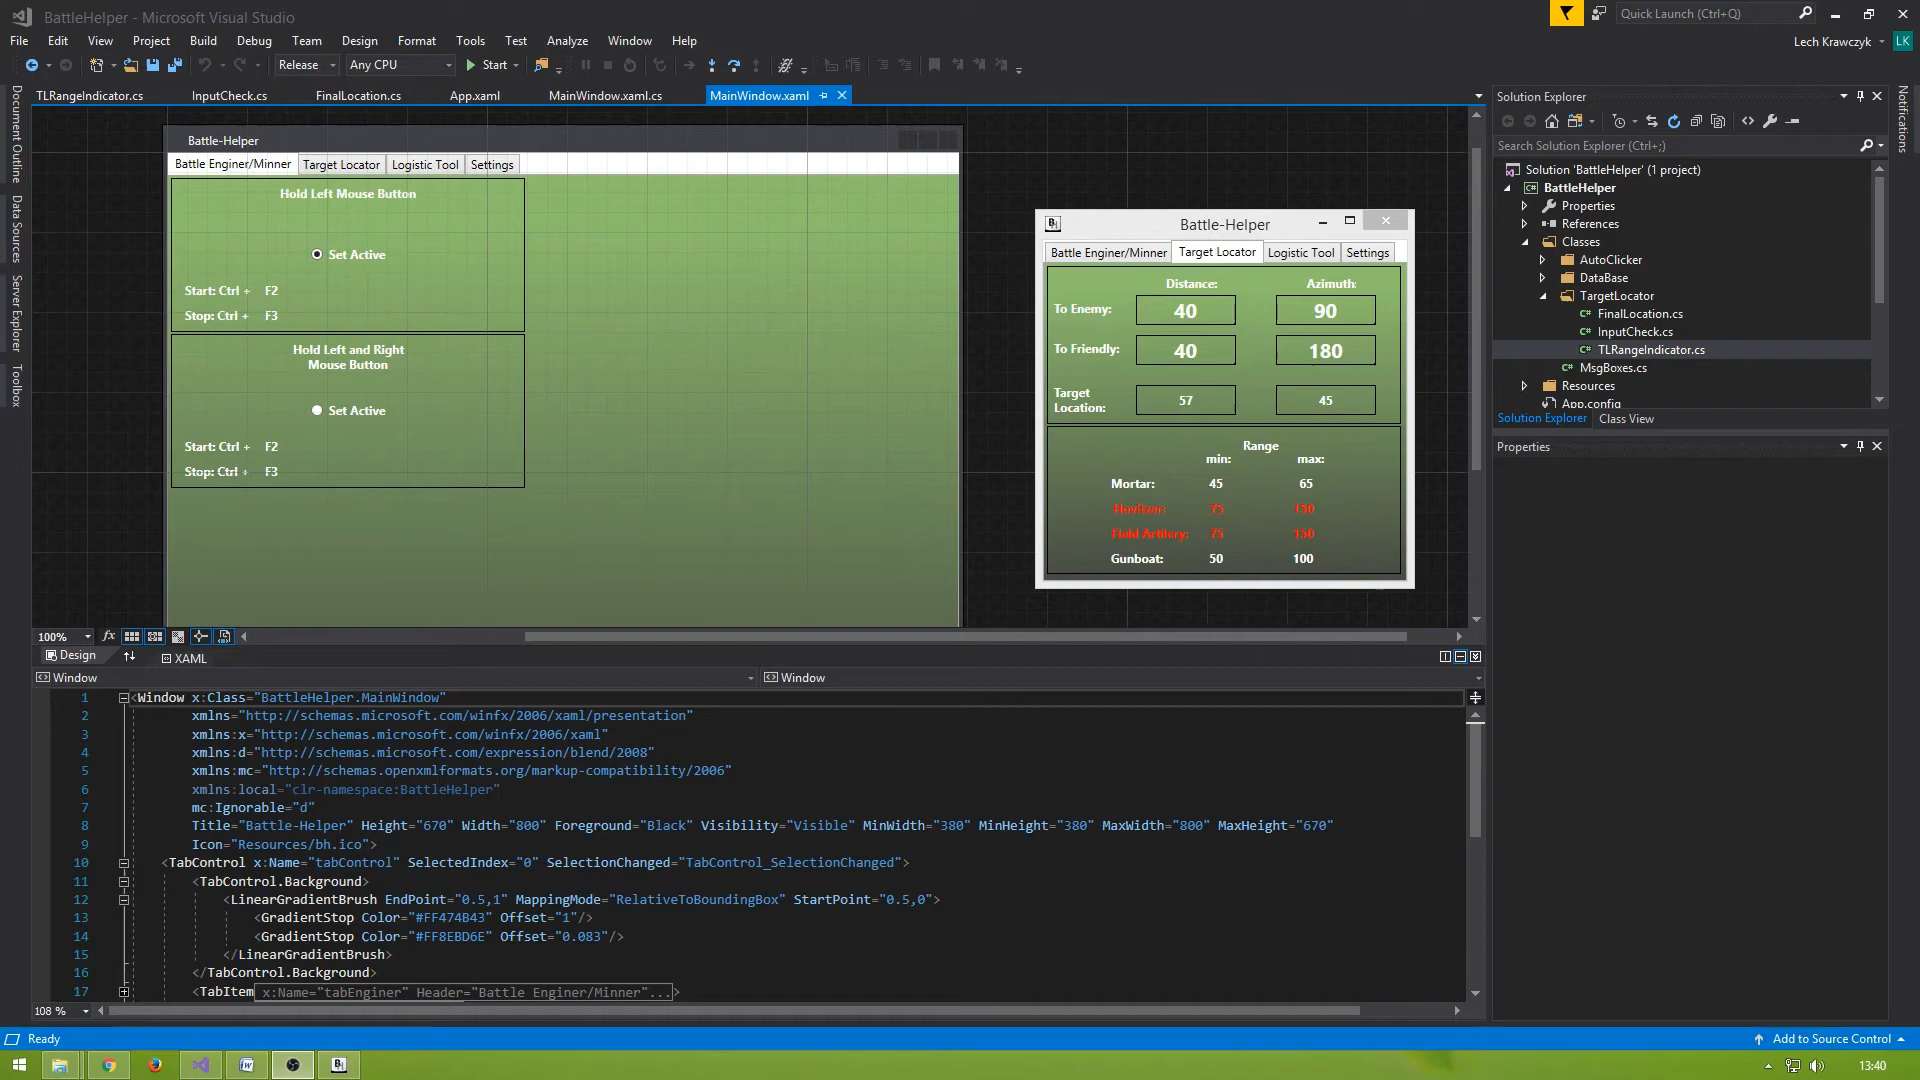 BattleHelper - Microsoft Visual Studio
Quick Launch (Ctrl+Q)
File Edit View Project Build Debug Team Format Tools Test Design Analyze Window Help
Lech Krawczyk LK
Release Any CPU Start
TLRangeIndicator.cs InputCheck.cs FinalLocation.cs App.xaml MainWindow.xaml.cs MainWindow.xaml
Document Outline
Data Sources
Server Explorer
Toolbox
Battle-Helper
Battle Enginer/Minner Target Locator Logistic Tool Settings
Hold Left Mouse Button
Set Active
Start: Ctrl + F2
Stop: Ctrl + F3
Hold Left and Right
Mouse Button
Set Active
Start: Ctrl + F2
Stop: Ctrl + F3
Battle-Helper
Battle Enginer/Minner Target Locator Logistic Tool Settings
Distance: Azimuth:
To Enemy: 40 90
To Friendly: 40 180
Target
Location: 57 45
Range
min: max:
Mortar: 45 65
Hovitzer: 75 150
Field Artilery: 75 150
Gunboat: 50 100
100%
Design XAML
Window Window
1 <Window x:Class="BattleHelper.MainWindow"
2 xmlns="http://schemas.microsoft.com/winfx/2006/xaml/presentation"
3 xmlns:x="http://schemas.microsoft.com/winfx/2006/xaml"
4 xmlns:d="http://schemas.microsoft.com/expression/blend/2008"
5 xmlns:mc="http://schemas.openxmlformats.org/markup-compatibility/2006"
6 xmlns:local="clr-namespace:BattleHelper"
7 mc:Ignorable="d"
8 Title="Battle-Helper" Height="670" Width="800" Foreground="Black" Visibility="Visible" MinWidth="380" MinHeight="380" MaxWidth="800" MaxHeight="670"
9 Icon="Resources/bh.ico">
10 <TabControl x:Name="tabControl" SelectedIndex="0" SelectionChanged="TabControl_SelectionChanged">
11 <TabControl.Background>
12 <LinearGradientBrush EndPoint="0.5,1" MappingMode="RelativeToBoundingBox" StartPoint="0.5,0">
13 <GradientStop Color="#FF474B43" Offset="1"/>
14 <GradientStop Color="#FF8EBD6E" Offset="0.083"/>
15 </LinearGradientBrush>
16 </TabControl.Background>
17 <TabItem x:Name="tabEnginer" Header="Battle Enginer/Minner"...>
108 %
Solution Explorer
Search Solution Explorer (Ctrl+;)
Solution 'BattleHelper' (1 project)
BattleHelper
Properties
References
Classes
AutoClicker
DataBase
TargetLocator
FinalLocation.cs
InputCheck.cs
TLRangeIndicator.cs
MsgBoxes.cs
Resources
App.config
Solution Explorer Class View
Properties
Notifications
Ready
Add to Source Control
13:40